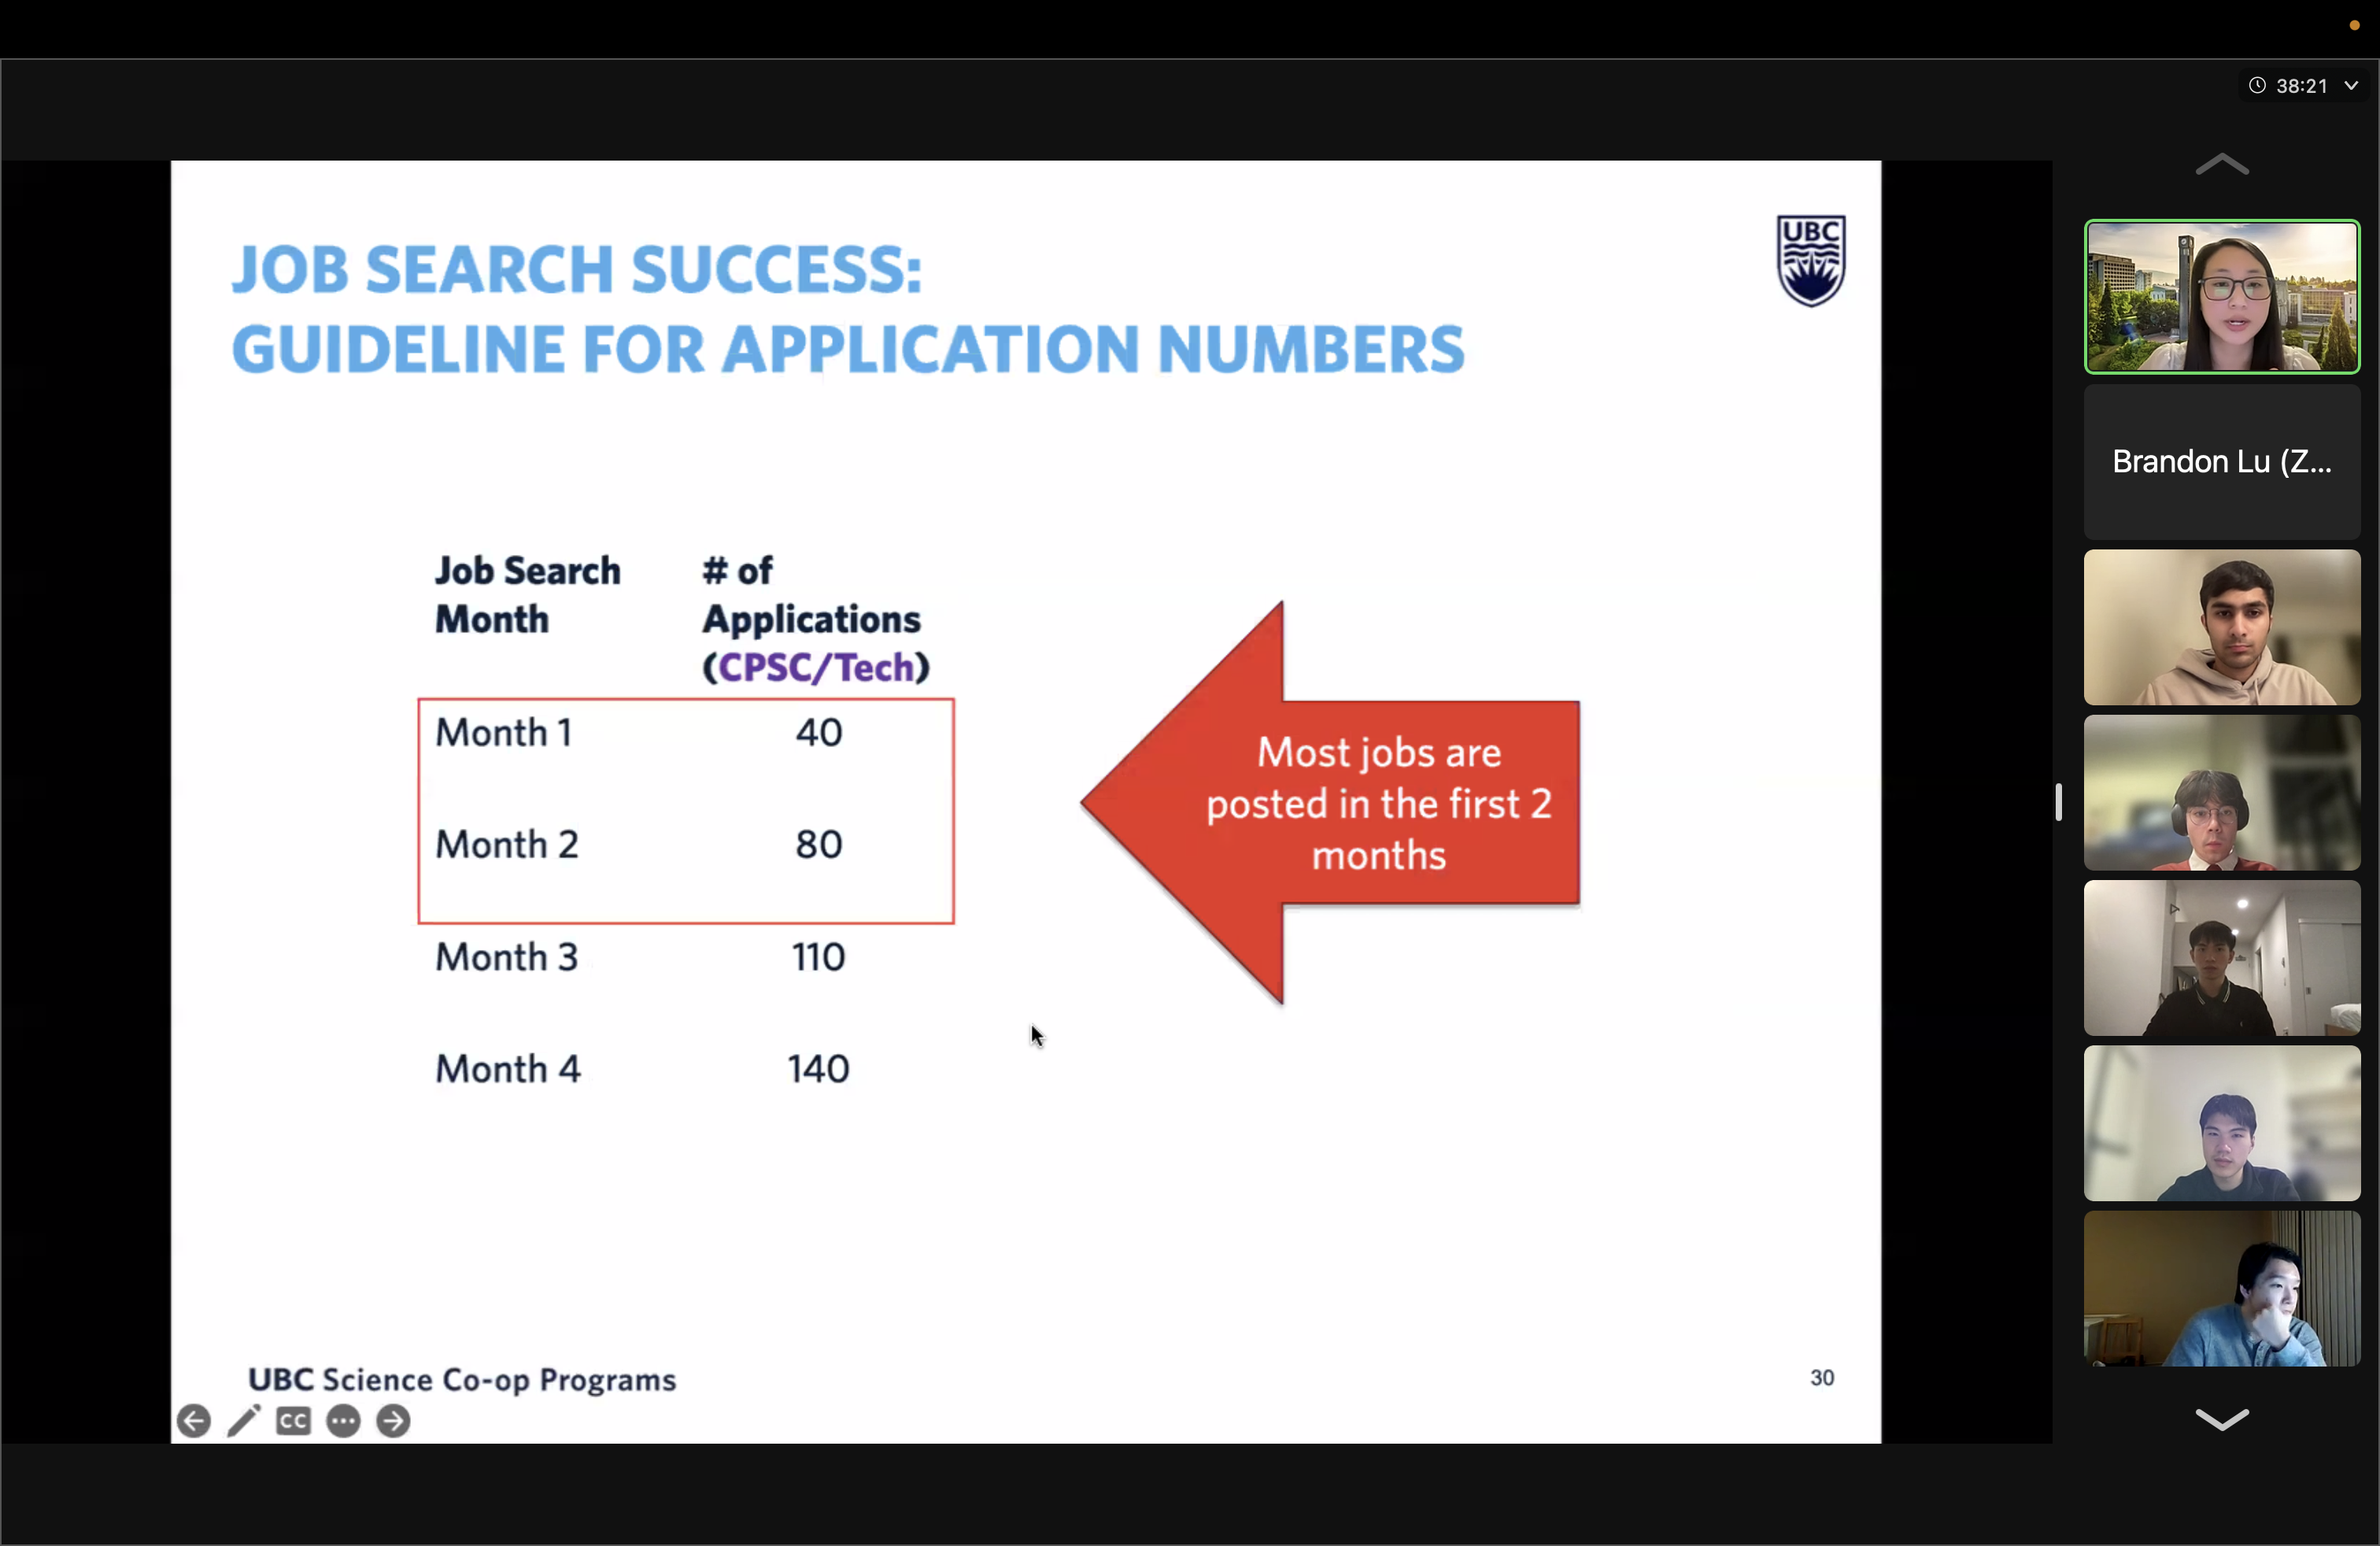 38:21
UBC
JOB SEARCH SUCCESS:
GUIDELINE FOR APPLICATION NUMBERS
Job Search
Month
# of
Applications
(CPSC/Tech)
Month 1 40
Month 2 80
Month 3 110
Month 4 140
Most jobs are
posted in the first 2
months
UBC Science Co-op Programs
30
CC
Brandon Lu (Z...